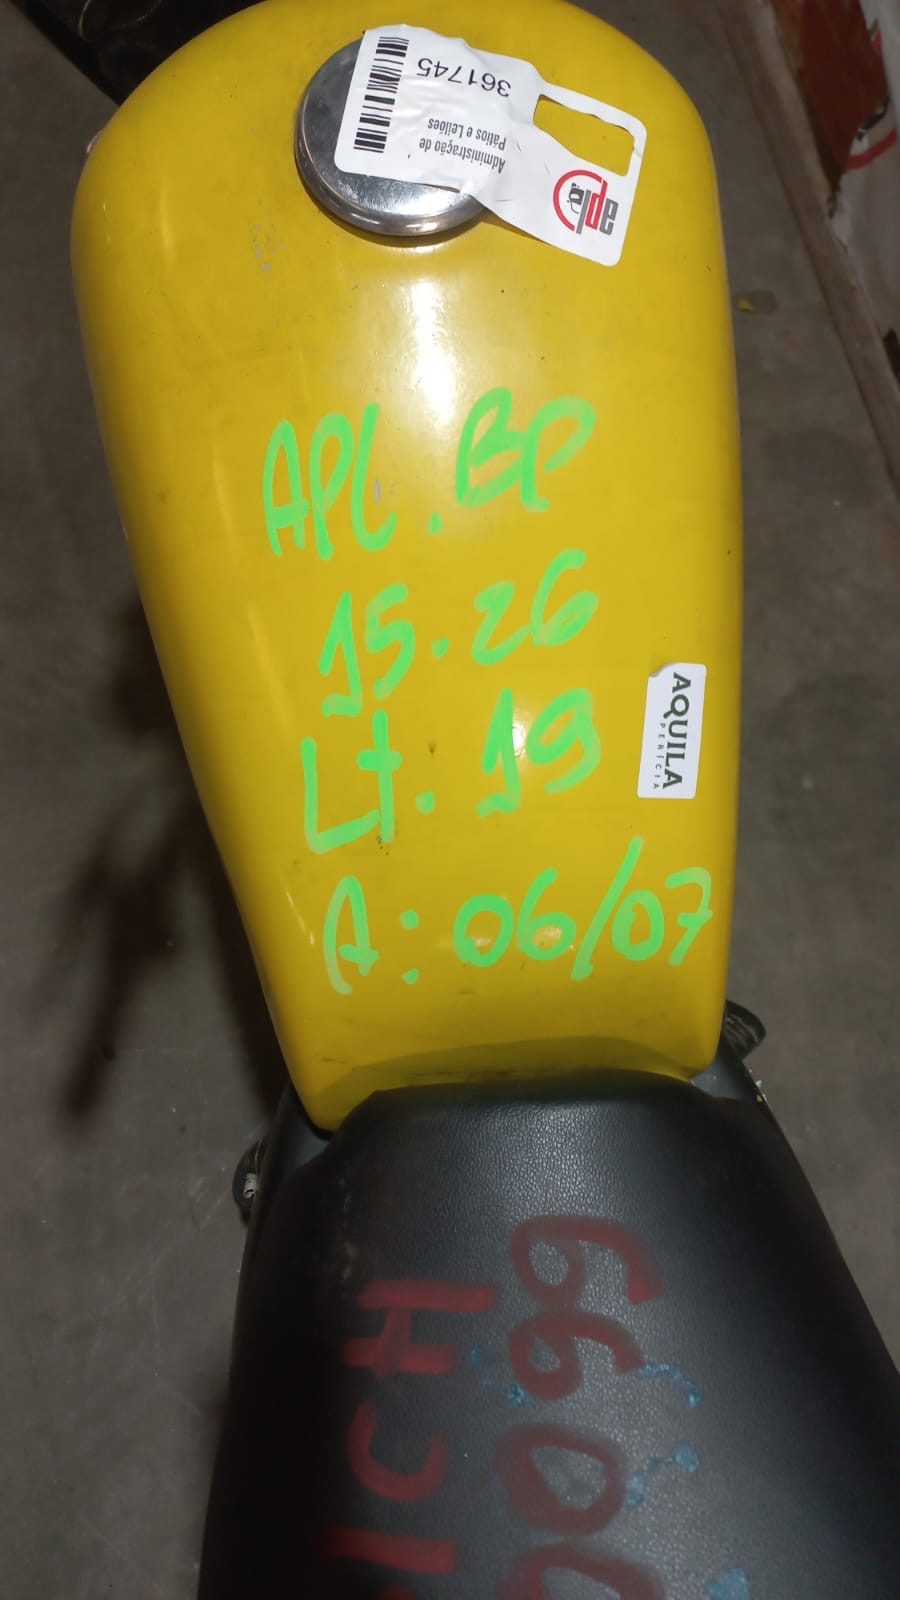 361745
Administração de
Pátios e Leilões
apl
APL.BP
15.26
Lt. 19
A: 06/07
AQUILA
PERÍCIA